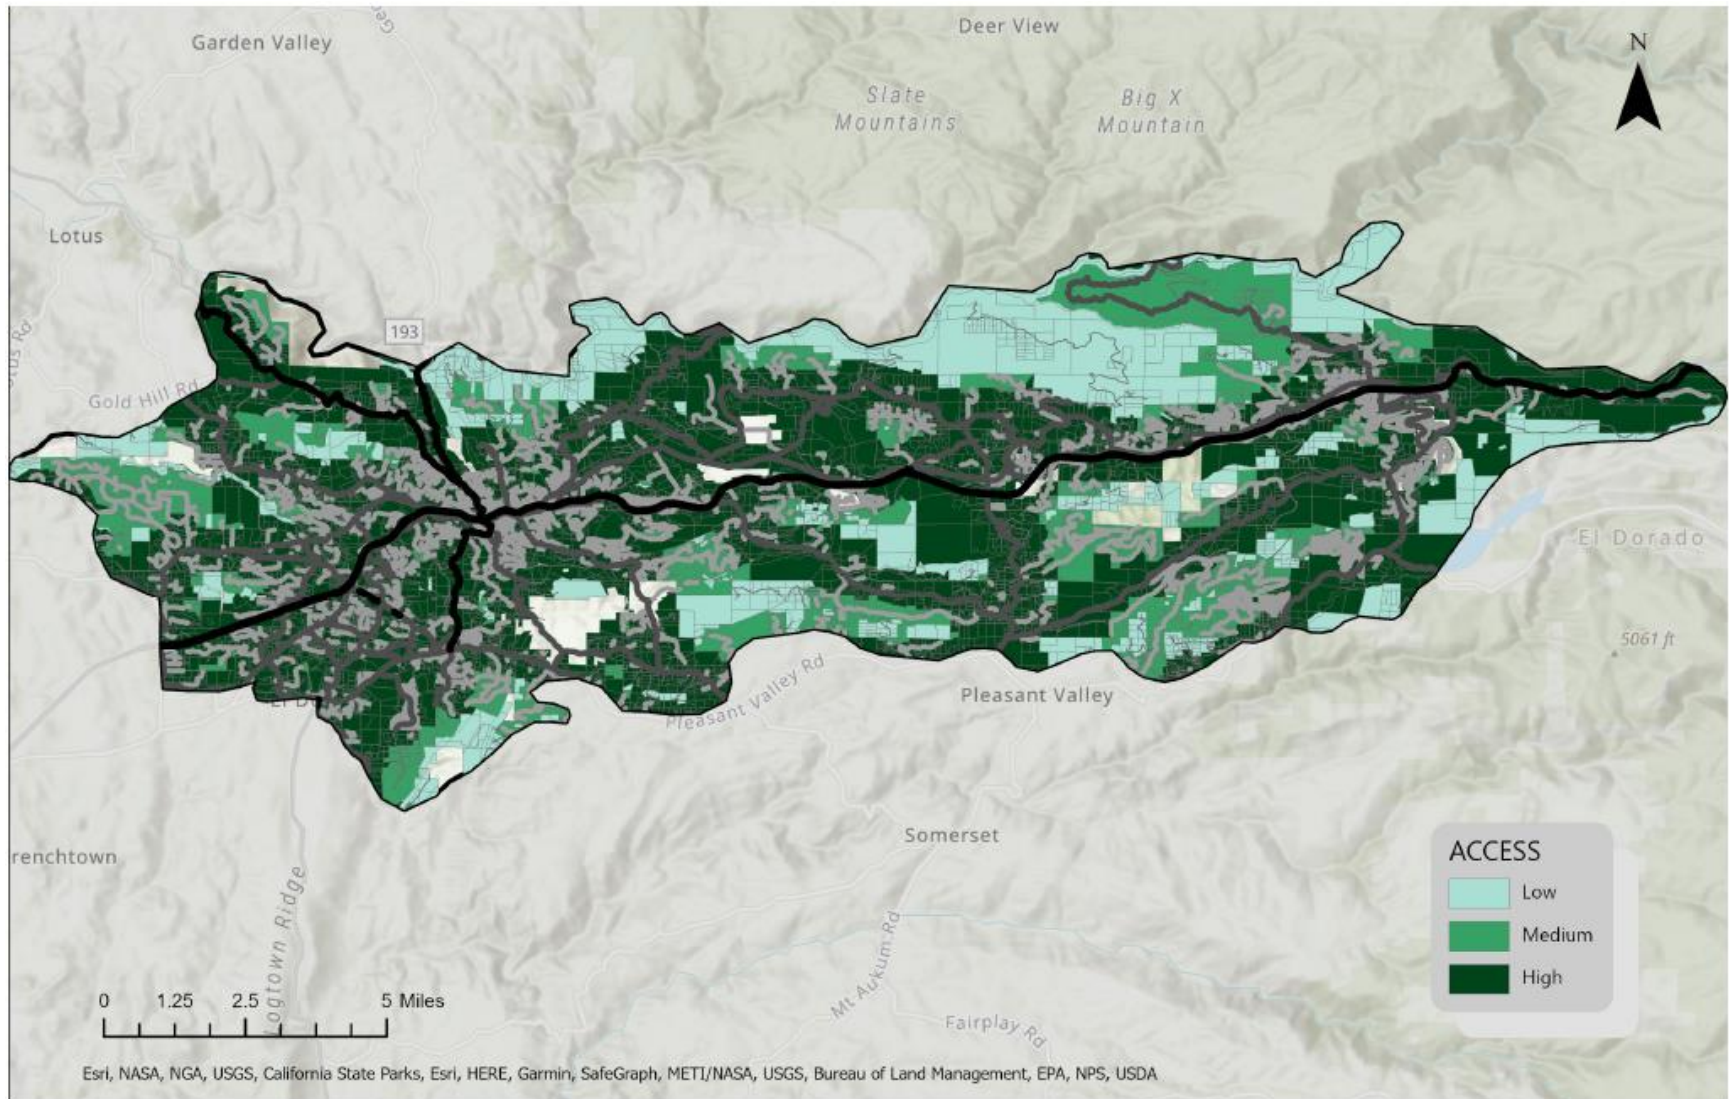 Deer View
Garden Valley
N
Slate
Mountains
Big X
Mountain
Lotus
193
Gold Hill Rd
El Dorado
5061 ft
Pleasant Valley Rd
Pleasant Valley
Somerset
renchtown
Logtown Ridge
Mt Aukum Rd
Fairplay Rd
ACCESS
Low
Medium
High
0 1.25 2.5 5 Miles
Esri, NASA, NGA, USGS, California State Parks, Esri, HERE, Garmin, SafeGraph, METI/NASA, USGS, Bureau of Land Management, EPA, NPS, USDA